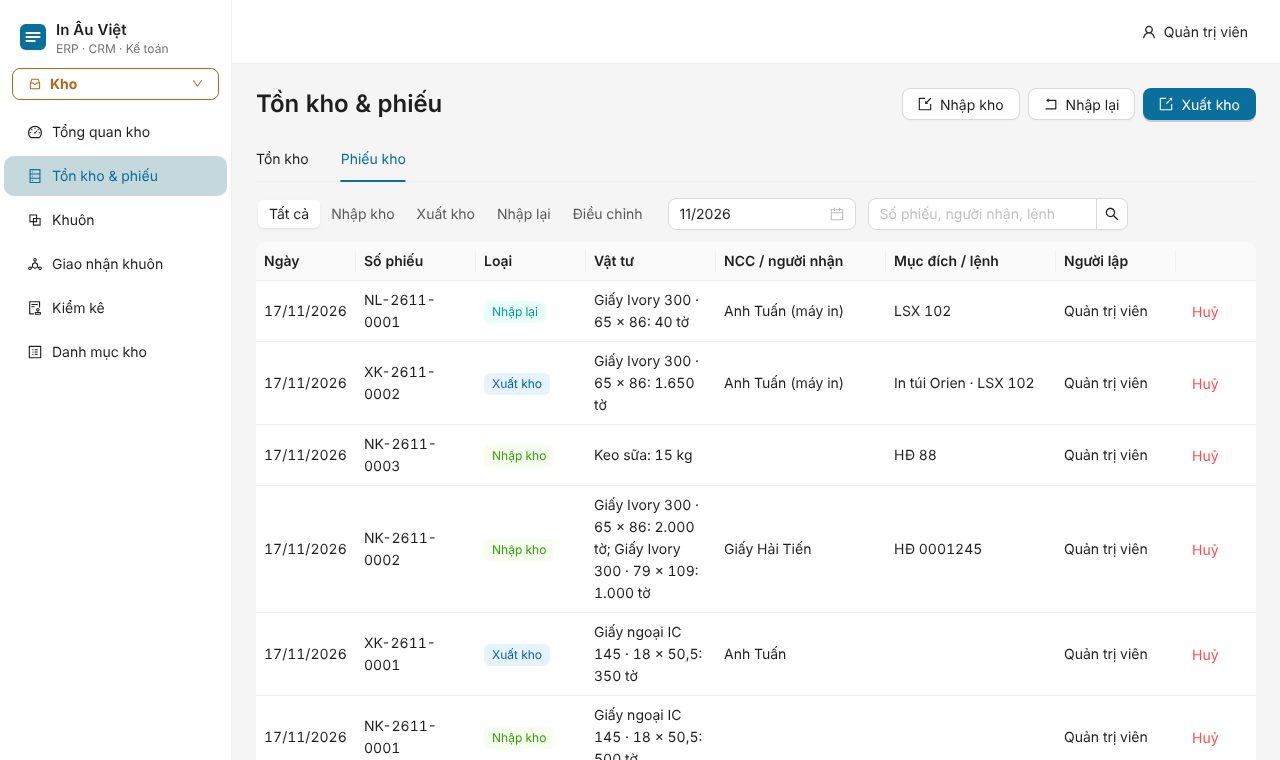 In Âu Việt
ERP · CRM · Kế toán
Kho
Tổng quan kho
Tồn kho & phiếu
Khuôn
Giao nhận khuôn
Kiểm kê
Danh mục kho
Quản trị viên
Tồn kho & phiếu
Nhập kho
Nhập lại
Xuất kho
Tồn kho
Phiếu kho
Tất cả
Nhập kho
Xuất kho
Nhập lại
Điều chỉnh
11/2026
Số phiếu, người nhận, lệnh
Ngày
Số phiếu
Loại
Vật tư
NCC / người nhận
Mục đích / lệnh
Người lập
17/11/2026
NL-2611-
0001
Nhập lại
Giấy Ivory 300 ·
65 × 86: 40 tờ
Anh Tuấn (máy in)
LSX 102
Quản trị viên
Huỷ
17/11/2026
XK-2611-
0002
Xuất kho
Giấy Ivory 300 ·
65 × 86: 1.650
tờ
Anh Tuấn (máy in)
In túi Orien · LSX 102
Quản trị viên
Huỷ
17/11/2026
NK-2611-
0003
Nhập kho
Keo sữa: 15 kg
HĐ 88
Quản trị viên
Huỷ
17/11/2026
NK-2611-
0002
Nhập kho
Giấy Ivory 300 ·
65 × 86: 2.000
tờ; Giấy Ivory
300 · 79 × 109:
1.000 tờ
Giấy Hải Tiến
HĐ 0001245
Quản trị viên
Huỷ
17/11/2026
XK-2611-
0001
Xuất kho
Giấy ngoại IC
145 · 18 × 50,5:
350 tờ
Anh Tuấn
Quản trị viên
Huỷ
17/11/2026
NK-2611-
0001
Nhập kho
Giấy ngoại IC
145 · 18 × 50,5:
500 tờ
Quản trị viên
Huỷ